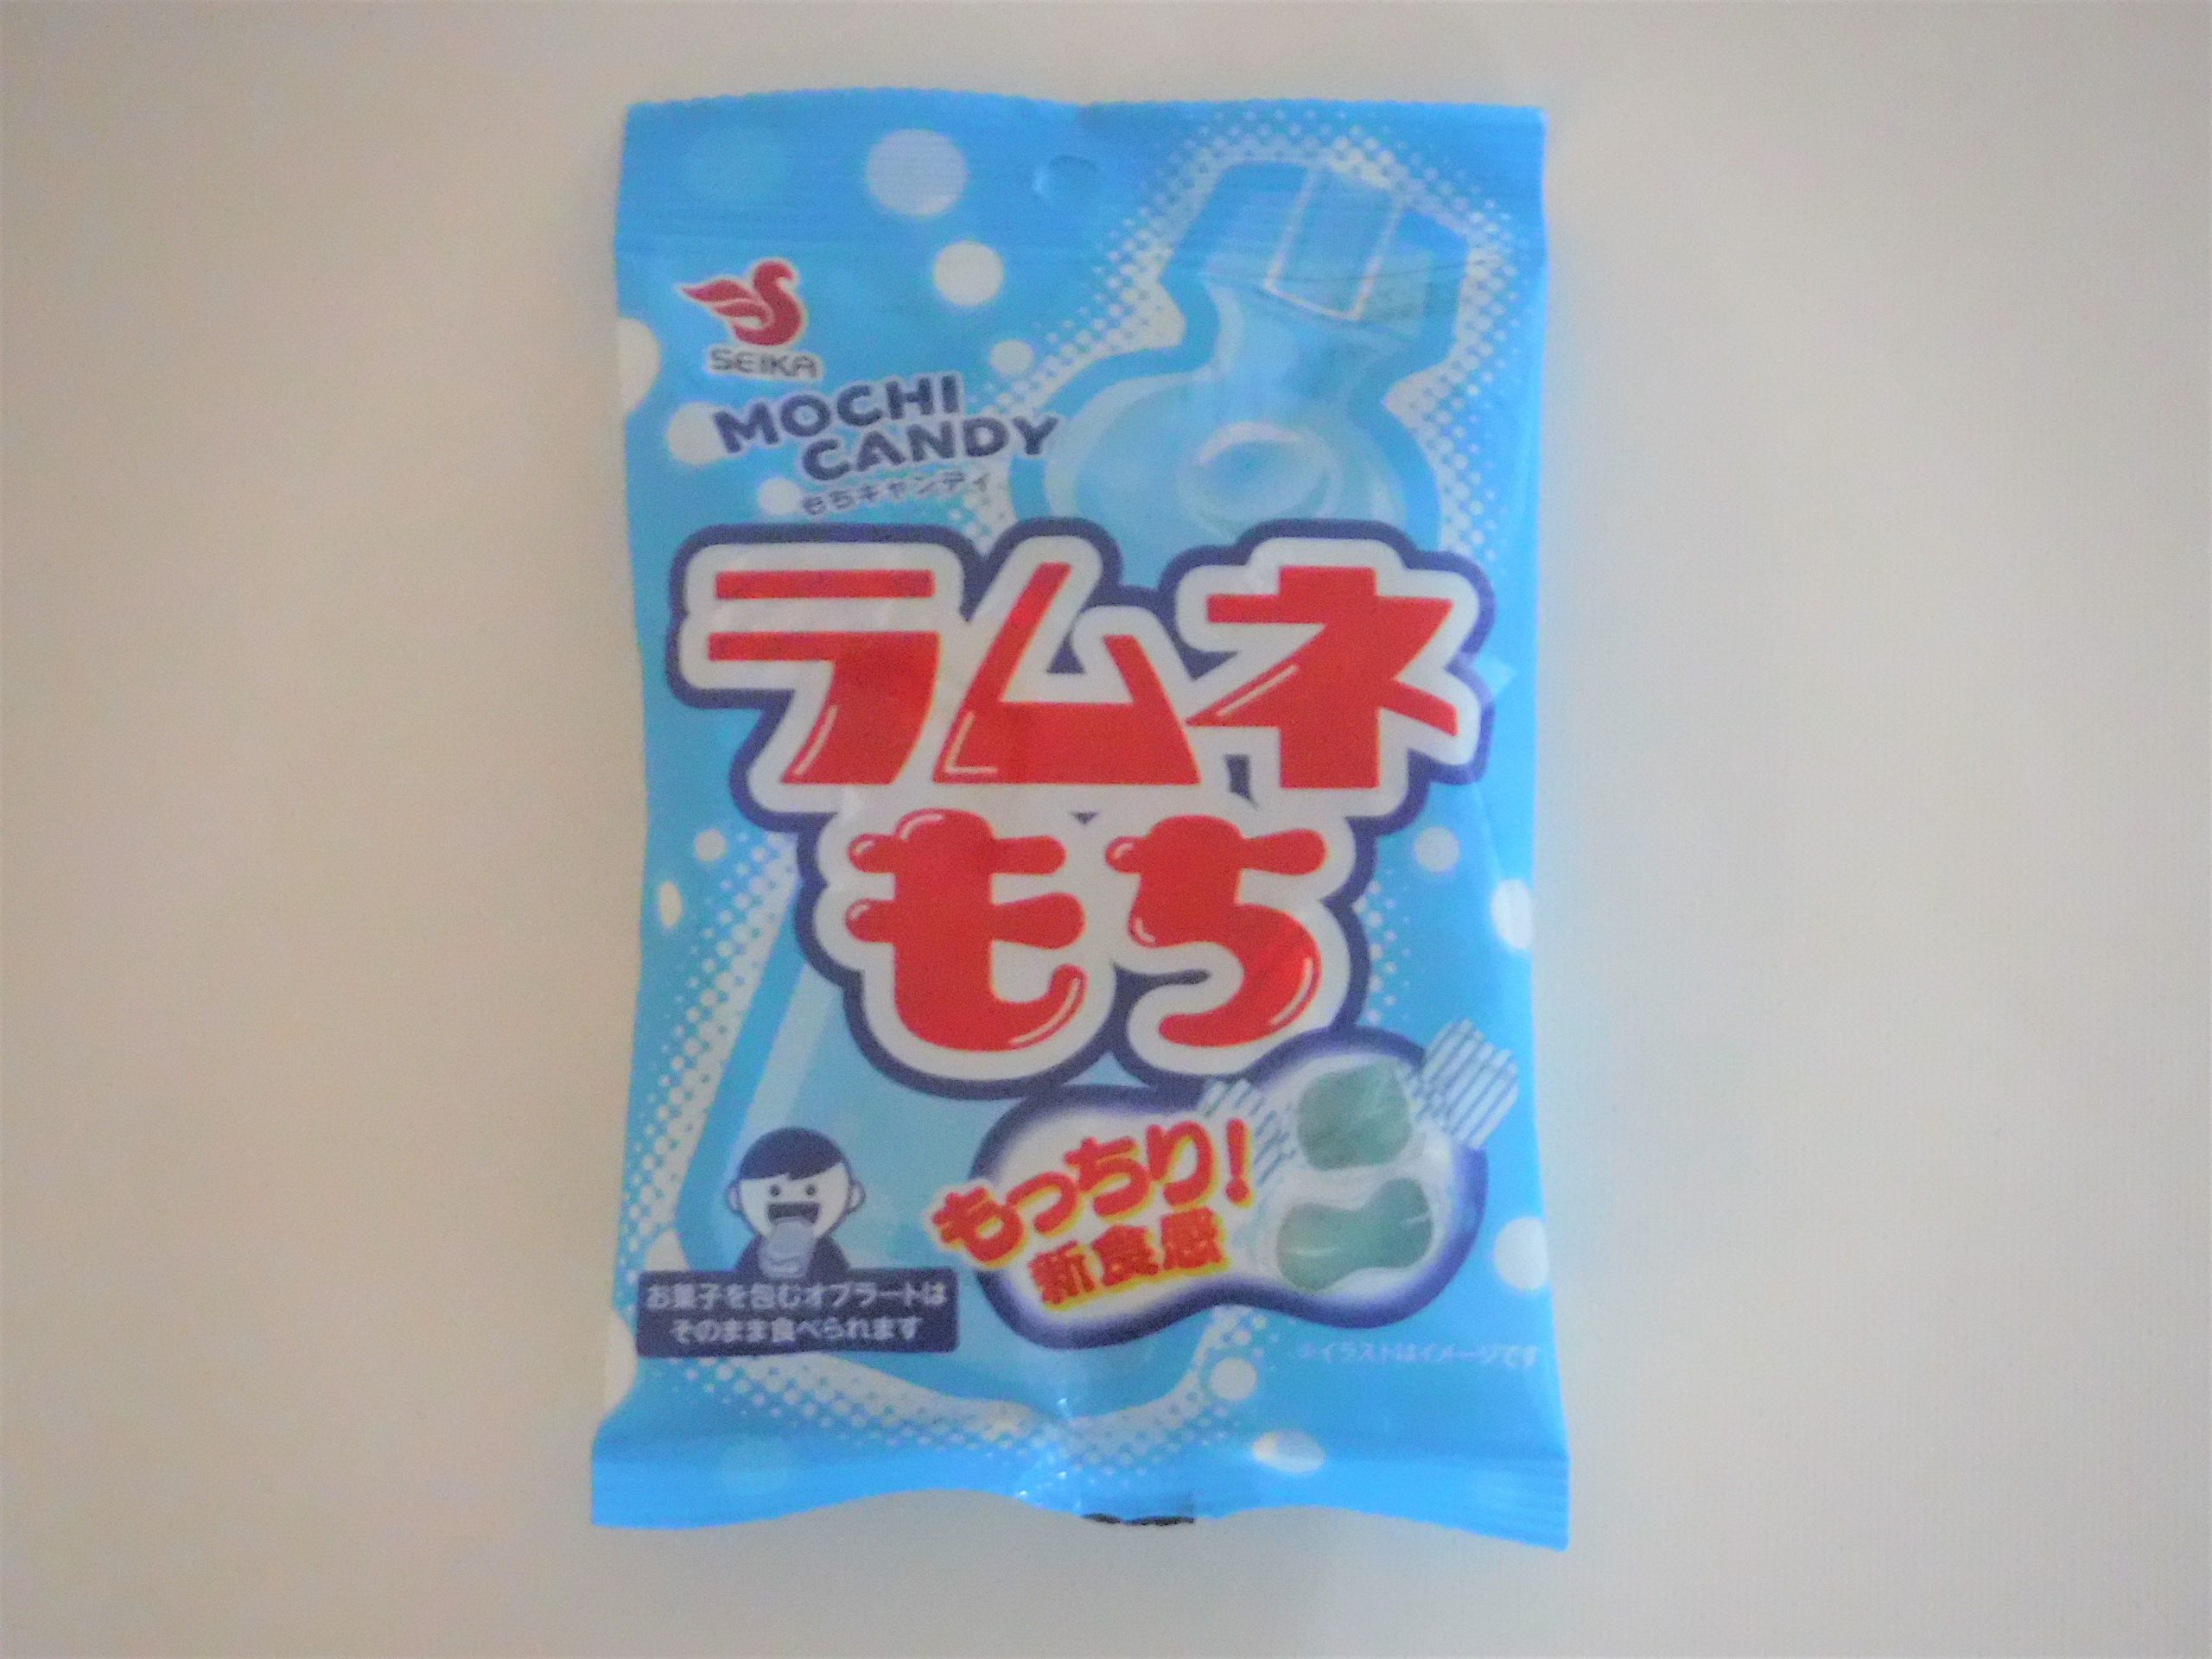 SEIKA
MOCHI
CANDY
もちキャンディ
ラムネ
もち
もっちり!
新食感
お菓子を包むオブラートは
そのまま食べられます
※イラストはイメージです